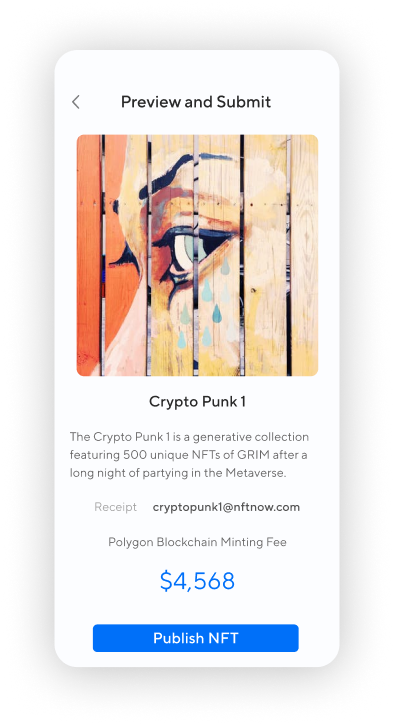 Preview and Submit
Crypto Punk 1
The Crypto Punk 1 is a generative collection
featuring 500 unique NFTs of GRIM after a
long night of partying in the Metaverse.
Receipt cryptopunk1@nftnow.com
Polygon Blockchain Minting Fee
$4,568
Publish NFT